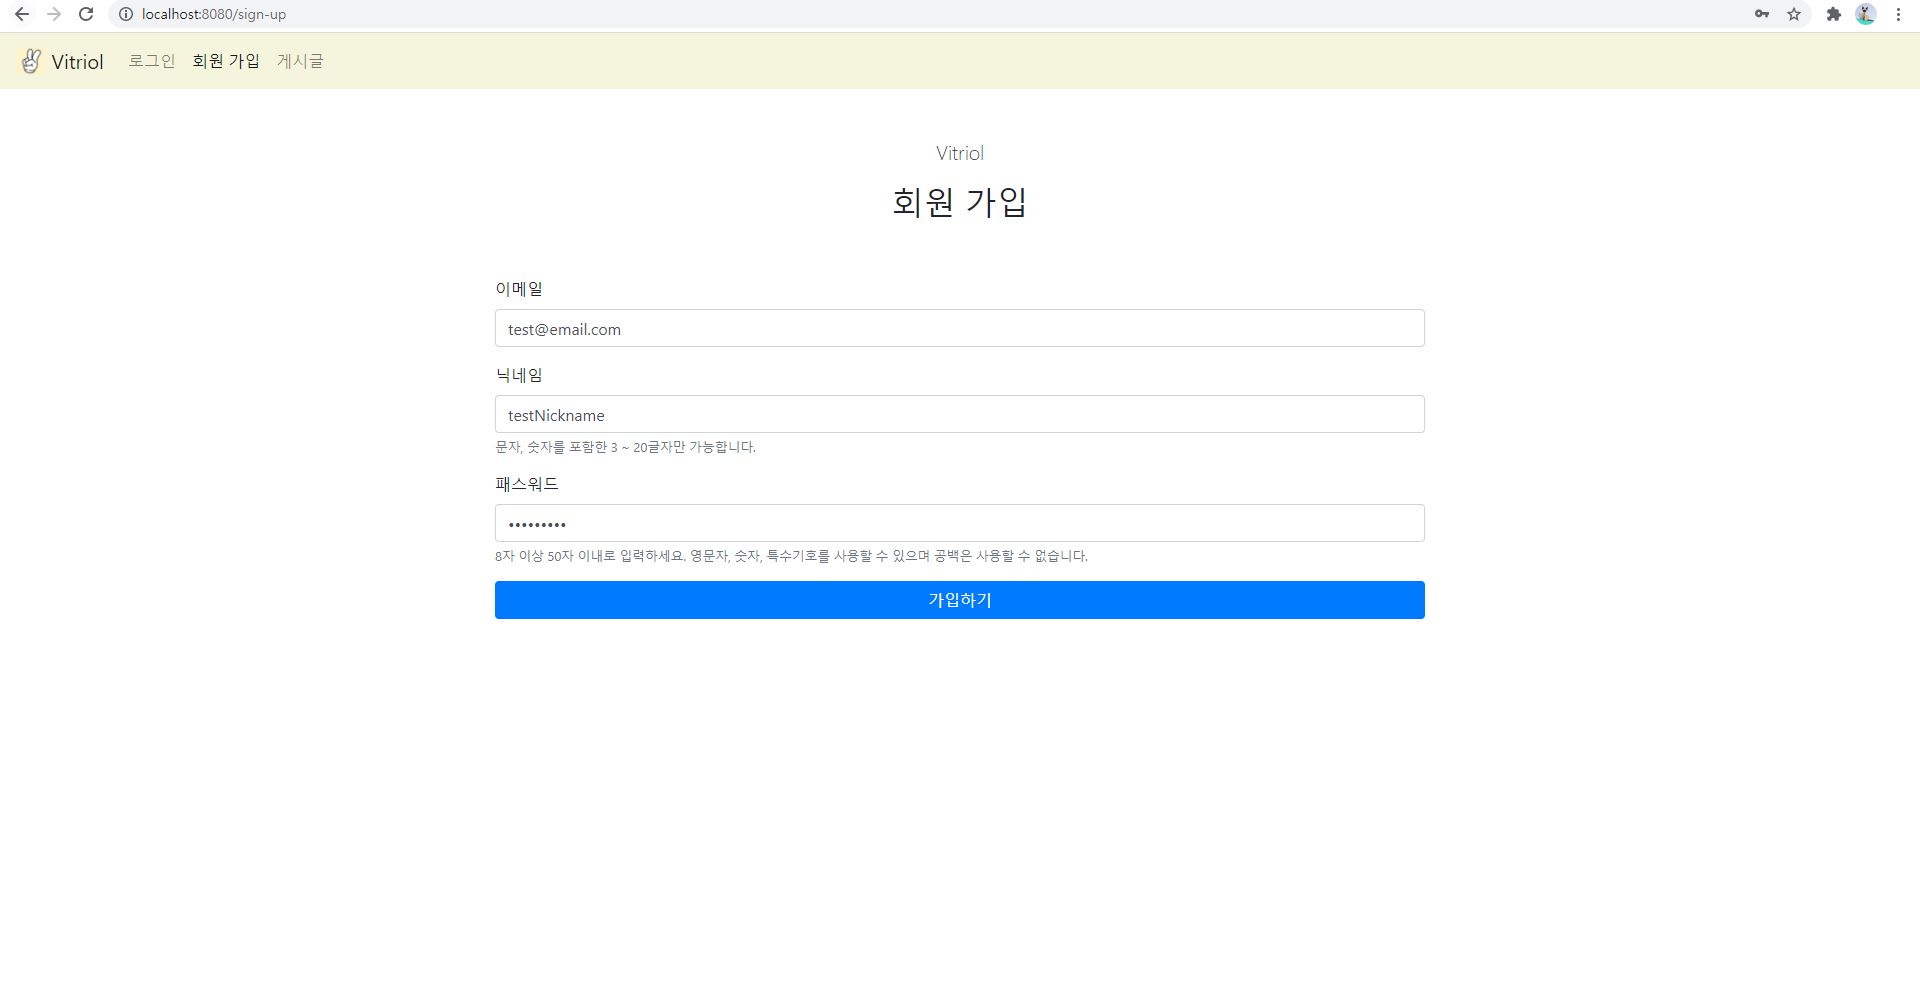 localhost:8080/sign-up
Vitriol 로그인 회원 가입 게시글
Vitriol
회원 가입
이메일
test@email.com
닉네임
testNickname
문자, 숫자를 포함한 3 ~ 20글자만 가능합니다.
패스워드
•••••••••
8자 이상 50자 이내로 입력하세요. 영문자, 숫자, 특수기호를 사용할 수 있으며 공백은 사용할 수 없습니다.
가입하기